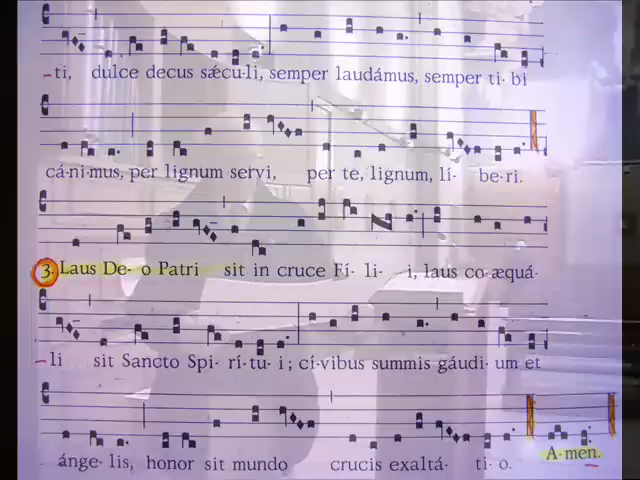 -ti, dulce decus sǽcu·li, semper laudámus, semper ti·bi
cá·ni·mus, per lignum servi, per te, lignum, lí- be·ri.
3. Laus De- o Patri sit in cruce Fí- li- i, laus co·æquá-
-li sit Sancto Spi- rí·tu- i ; cí·vibus summis gáudi- um et
ánge- lis, honor sit mundo crucis exaltá- ti- o. A-men.